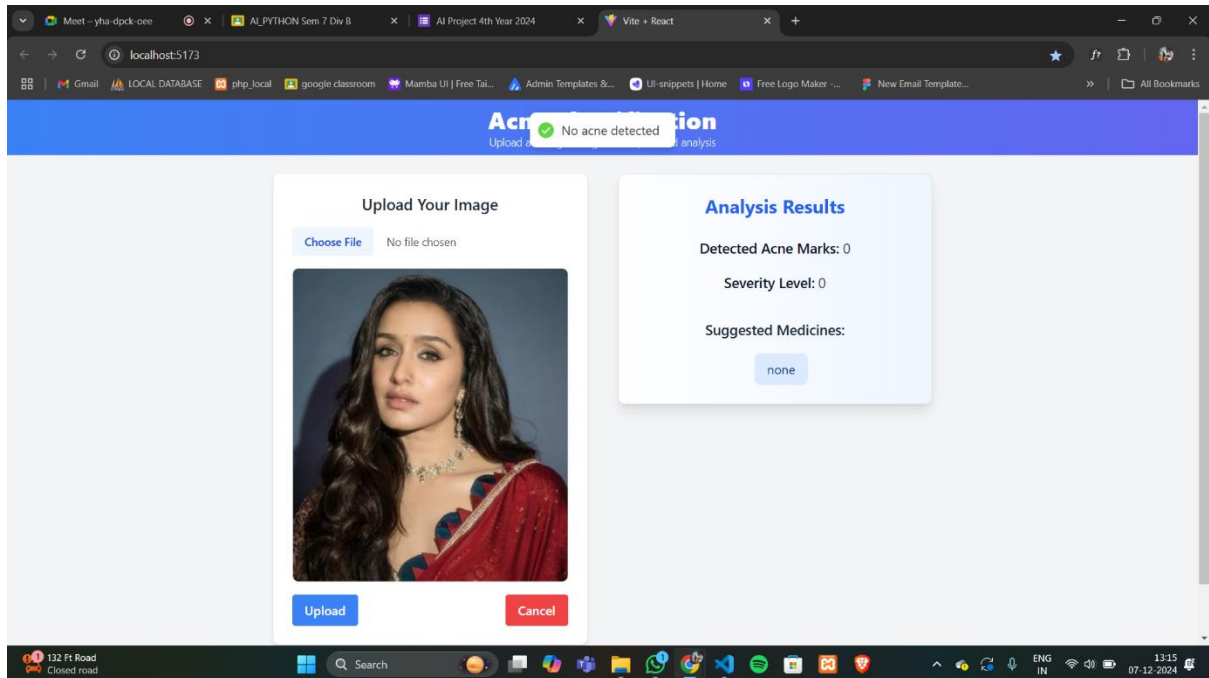 Meet – yha-dpck-oee
AI_PYTHON Sem 7 Div B
AI Project 4th Year 2024
Vite + React
localhost:5173
Gmail
LOCAL DATABASE
php_local
google classroom
Mamba UI | Free Tai...
Admin Templates &...
UI-snippets | Home
Free Logo Maker -...
New Email Template...
All Bookmarks
No acne detected
Upload Your Image
Choose File No file chosen
Upload
Cancel
Analysis Results
Detected Acne Marks: 0
Severity Level: 0
Suggested Medicines:
none
132 Ft Road
Closed road
Search
ENG
IN
13:15
07-12-2024